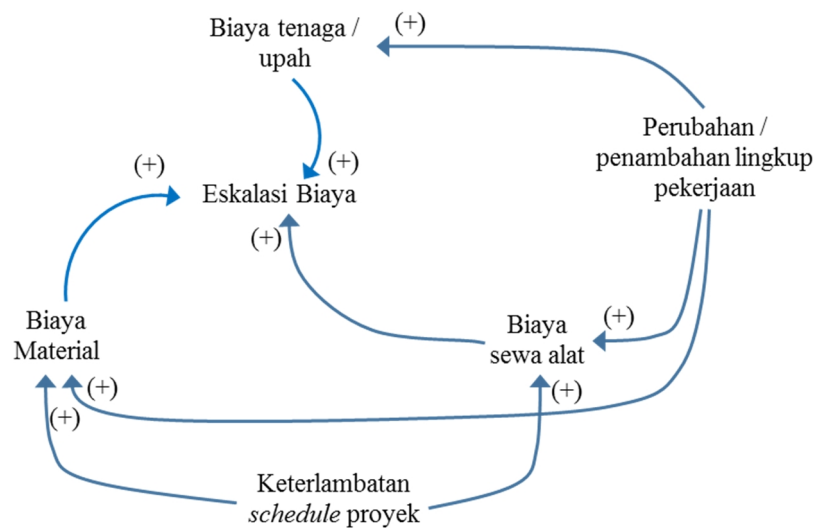 Biaya tenaga /
upah
(+)
Perubahan /
penambahan lingkup
pekerjaan
(+)
(+)
Eskalasi Biaya
(+)
Biaya
Material
Biaya
sewa alat
(+)
(+)
(+)
(+)
Keterlambatan
schedule proyek